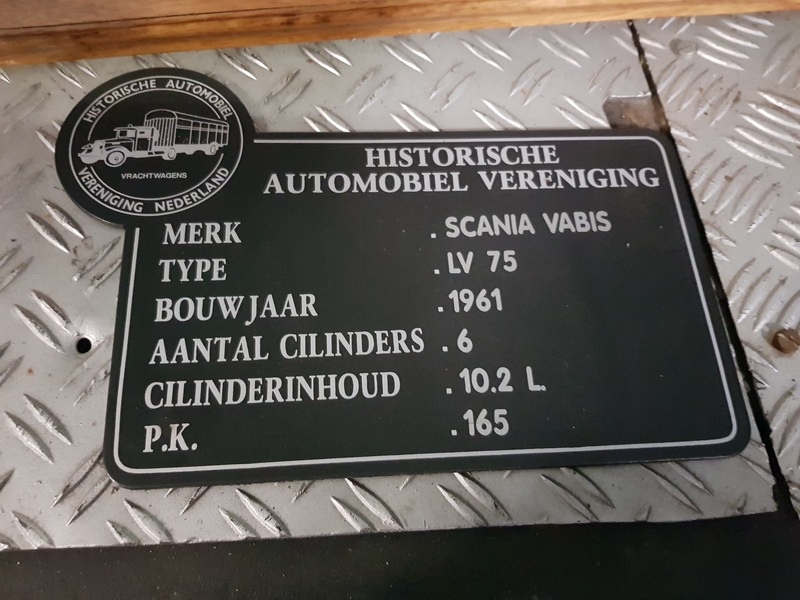 HISTORISCHE AUTOMOBIEL
VRACHTWAGENS
VERENIGING NEDERLAND
HISTORISCHE
AUTOMOBIEL VERENIGING
MERK . SCANIA VABIS
TYPE . LV 75
BOUWJAAR . 1961
AANTAL CILINDERS . 6
CILINDERINHOUD . 10.2 L.
P.K. . 165